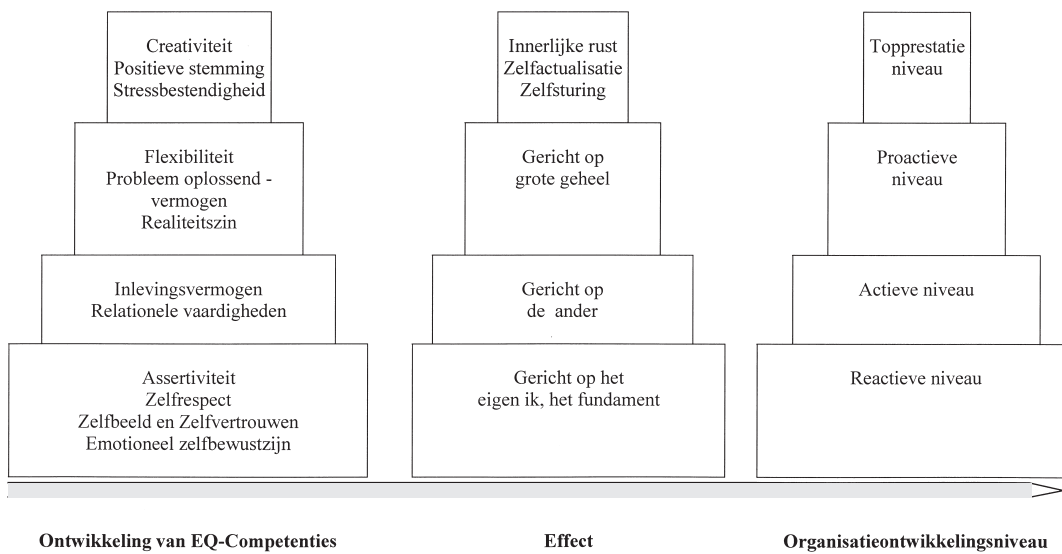 Creativiteit
Positieve stemming
Stressbestendigheid
Flexibiliteit
Probleem oplossend -
vermogen
Realiteitszin
Inlevingsvermogen
Relationele vaardigheden
Assertiviteit
Zelfrespect
Zelfbeeld en Zelfvertrouwen
Emotioneel zelfbewustzijn
Innerlijke rust
Zelfactualisatie
Zelfsturing
Gericht op
grote geheel
Gericht op
de ander
Gericht op het
eigen ik, het fundament
Topprestatie
niveau
Proactieve
niveau
Actieve niveau
Reactieve niveau
Ontwikkeling van EQ-Competenties
Effect
Organisatieontwikkelingsniveau